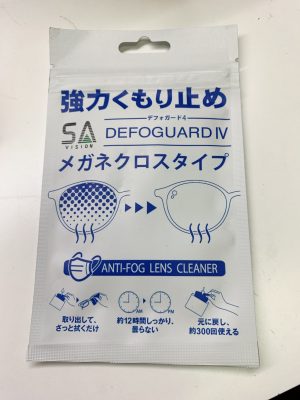 強力くもり止め
SA
VISION
デフォガード4
DEFOGUARD Ⅳ
メガネクロスタイプ
ANTI-FOG LENS CLEANER
取り出して、
さっと拭くだけ
AM
PM
約12時間しっかり、
曇らない
元に戻し、
約300回使える